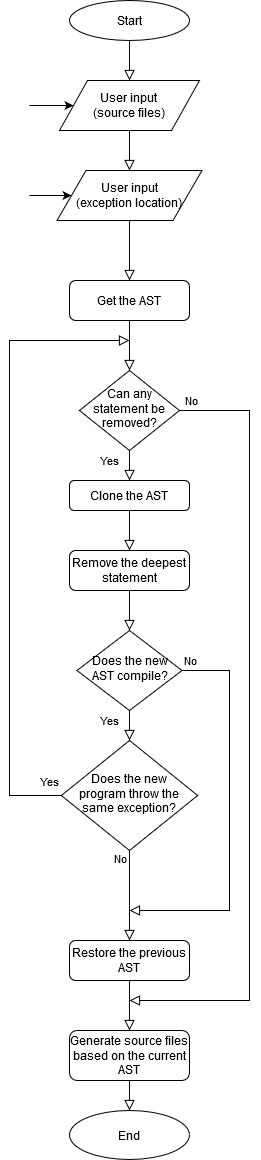 Start
User input
(source files)
User input
(exception location)
Get the AST
Can any
statement be
removed?
No
Yes
Clone the AST
Remove the deepest
statement
Does the new
AST compile?
No
Yes
Does the new
program throw the
same exception?
Yes
No
Restore the previous
AST
Generate source files
based on the current
AST
End